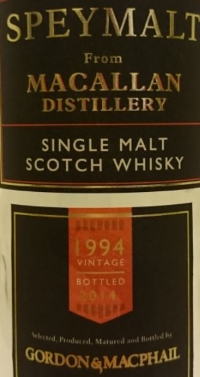 SPEYMALT
From
MACALLAN
DISTILLERY
SINGLE MALT
SCOTCH WHISKY
1994
VINTAGE
BOTTLED
2014
Selected, Produced, Matured and Bottled by
GORDON & MACPHAIL